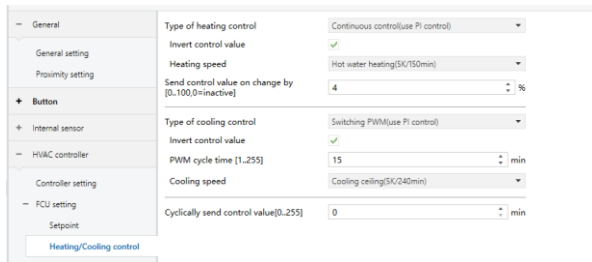 General
General setting
Proximity setting
Button
Internal sensor
HVAC controller
Controller setting
FCU setting
Setpoint
Heating/Cooling control
Type of heating control Continuous control(use PI control)
Invert control value
Heating speed Hot water heating(5K/150min)
Send control value on change by
[0..100,0=inactive] 4 %
Type of cooling control Switching PWM(use PI control)
Invert control value
PWM cycle time [1..255] 15 min
Cooling speed Cooling ceiling(5K/240min)
Cyclically send control value[0..255] 0 min